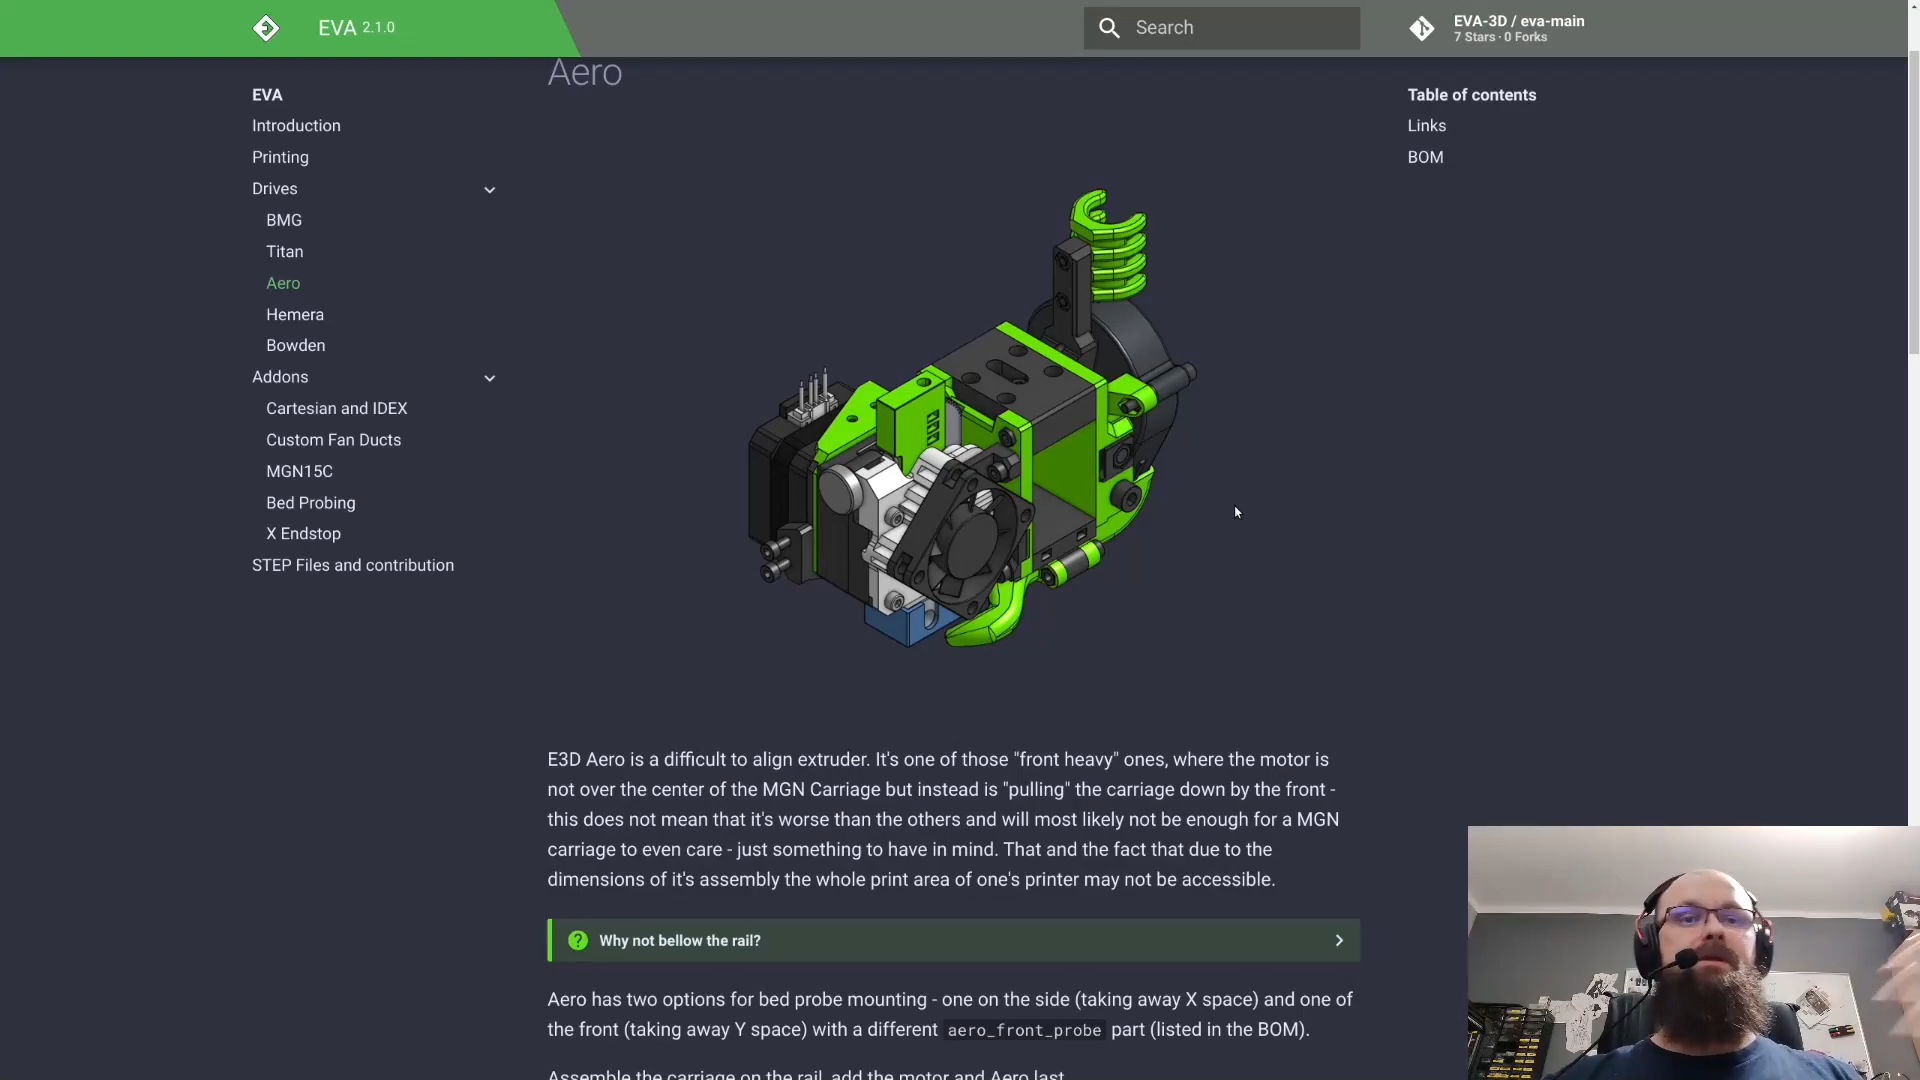 EVA 2.1.0
Search
EVA-3D / eva-main
7 Stars · 0 Forks
EVA
Introduction
Printing
Drives
BMG
Titan
Aero
Hemera
Bowden
Addons
Cartesian and IDEX
Custom Fan Ducts
MGN15C
Bed Probing
X Endstop
STEP Files and contribution
Aero
E3D Aero is a difficult to align extruder. It's one of those "front heavy" ones, where the motor is
not over the center of the MGN Carriage but instead is "pulling" the carriage down by the front -
this does not mean that it's worse than the others and will most likely not be enough for a MGN
carriage to even care - just something to have in mind. That and the fact that due to the
dimensions of it's assembly the whole print area of one's printer may not be accessible.
Why not bellow the rail?
Aero has two options for bed probe mounting - one on the side (taking away X space) and one of
the front (taking away Y space) with a different aero_front_probe part (listed in the BOM).
Assemble the carriage on the rail, add the motor and Aero last
Table of contents
Links
BOM